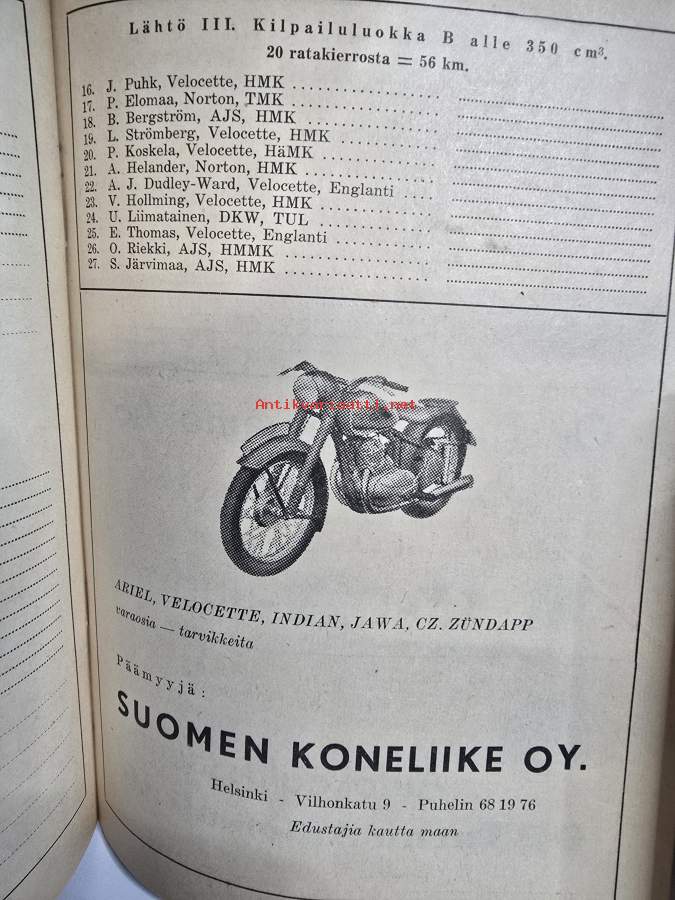 Lähtö III. Kilpailuluokka B alle 350 cm³.
20 ratakierrosta = 56 km.
16. J. Puhk, Velocette, HMK
17. P. Elomaa, Norton, TMK
18. B. Bergström, AJS, HMK
19. L. Strömberg, Velocette, HMK
20. P. Koskela, Velocette, HäMK
21. A. Helander, Norton, HMK
22. A. J. Dudley-Ward, Velocette, Englanti
23. V. Hollming, Velocette, HMK
24. U. Liimatainen, DKW, TUL
25. E. Thomas, Velocette, Englanti
26. O. Riekki, AJS, HMMK
27. S. Järvimaa, AJS, HMK
Antikvariaatti.net
ARIEL, VELOCETTE, INDIAN, JAWA, CZ. ZÜNDAPP
varaosia — tarvikkeita
Päämyyjä:
SUOMEN KONELIIKE OY.
Helsinki - Vilhonkatu 9 - Puhelin 68 19 76
Edustajia kautta maan